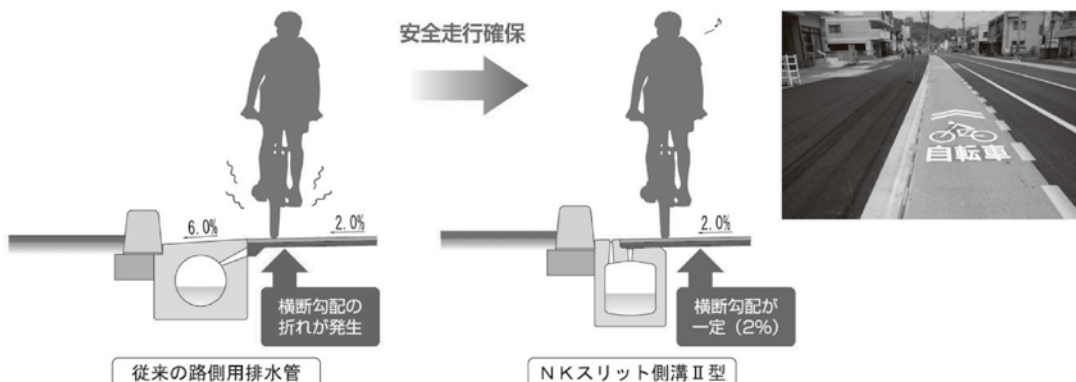 安全走行確保
6.0%
2.0%
横断勾配の
折れが発生
従来の路側用排水管
2.0%
横断勾配が
一定（2%）
NKスリット側溝Ⅱ型
自転車